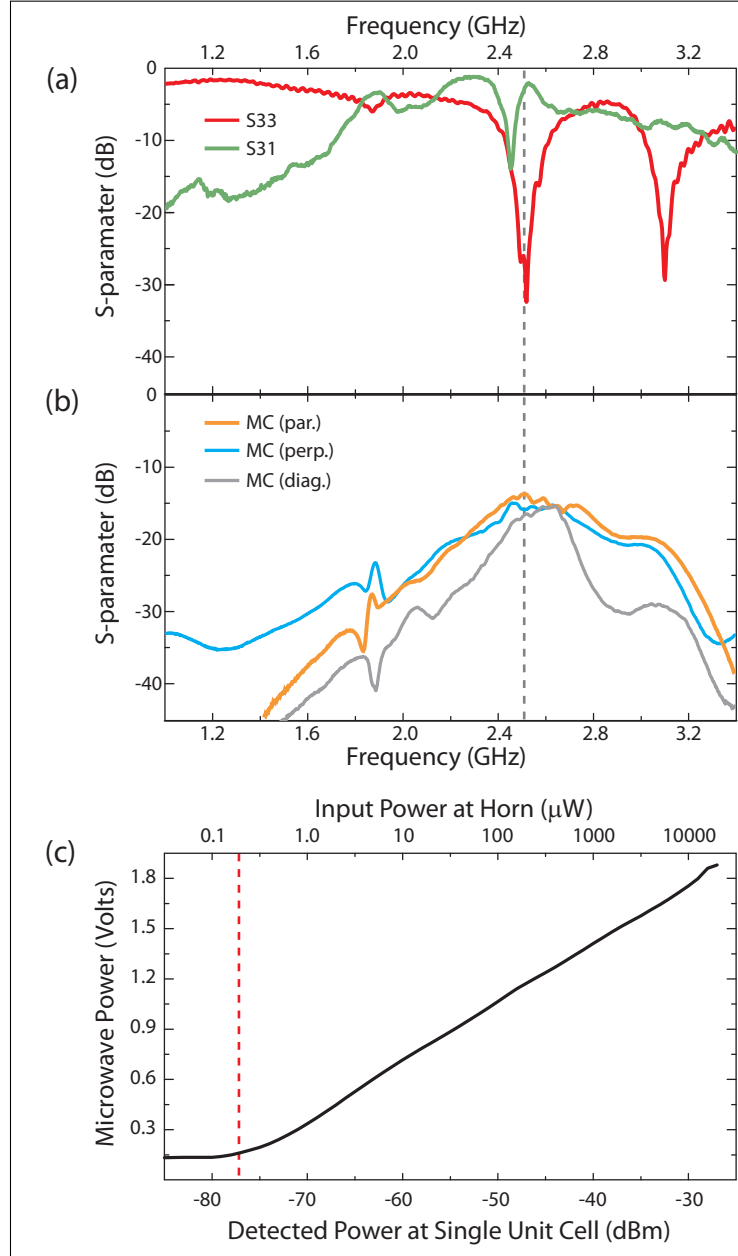 Frequency (GHz)
1.2 1.6 2.0 2.4 2.8 3.2
(a)
0
-10
-20
-30
-40
S-paramater (dB)
S33
S31
(b)
0
-10
-20
-30
-40
S-paramater (dB)
MC (par.)
MC (perp.)
MC (diag.)
1.2 1.6 2.0 2.4 2.8 3.2
Frequency (GHz)
Input Power at Horn (μW)
0.1 1.0 10 100 1000 10000
(c)
1.8
1.5
1.2
0.9
0.6
0.3
Microwave Power (Volts)
-80 -70 -60 -50 -40 -30
Detected Power at Single Unit Cell (dBm)